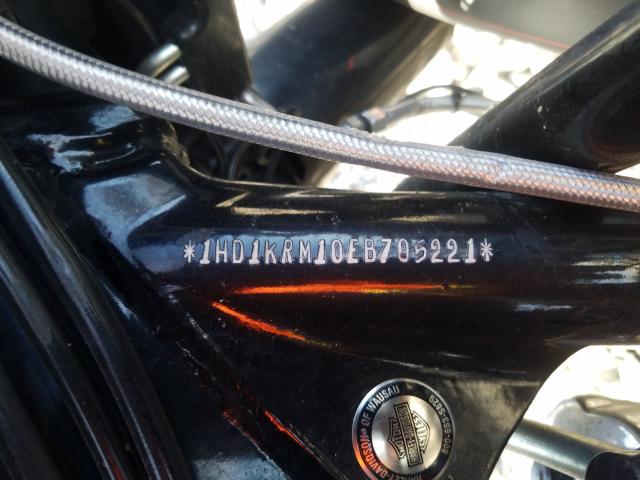 *1HD1KRM10EB705221*
HARLEY-DAVIDSON® OF WAUSAU